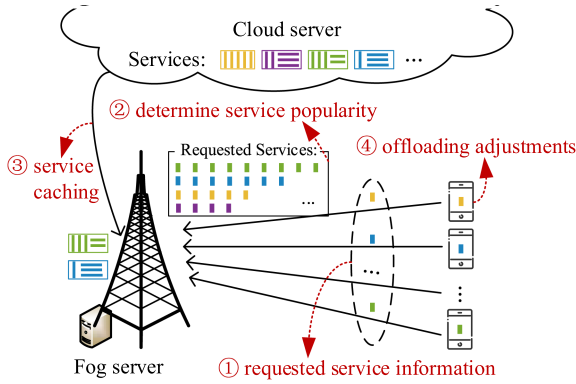 Cloud server
Services:
...
② determine service popularity
Requested Services:
④ offloading adjustments
③ service
caching
...
...
...
Fog server
① requested service information